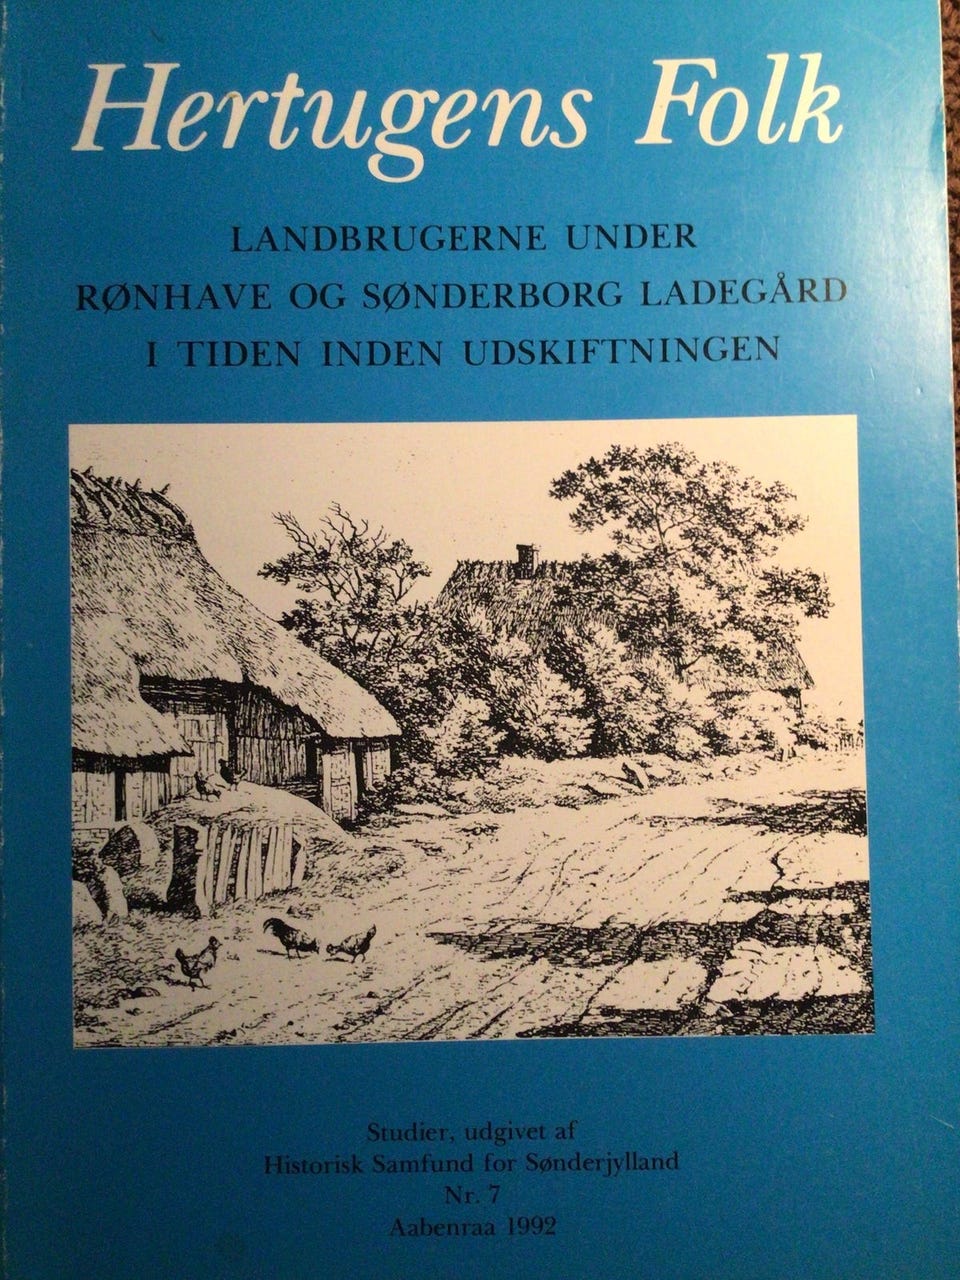 Hertugens Folk
LANDBRUGERNE UNDER
RØNHAVE OG SØNDERBORG LADEGÅRD
I TIDEN INDEN UDSKIFTNINGEN
Studier, udgivet af
Historisk Samfund for Sønderjylland
Nr. 7
Aabenraa 1992